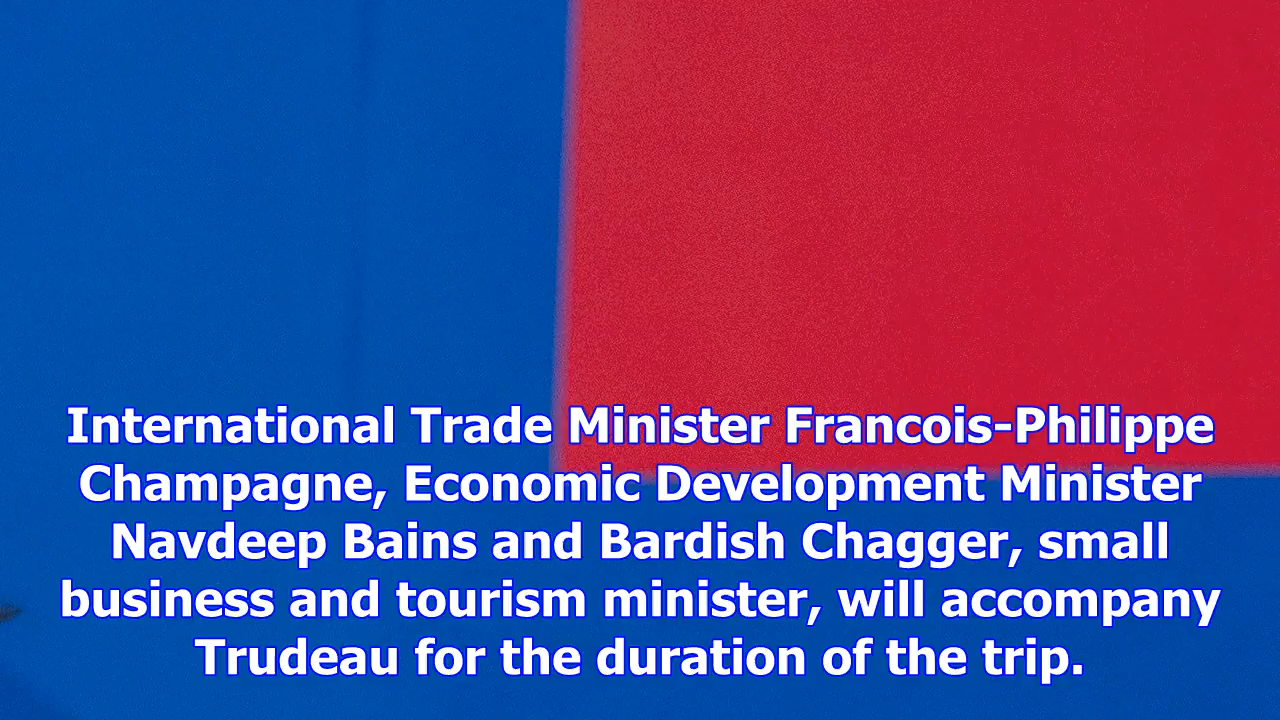 International Trade Minister Francois-Philippe
Champagne, Economic Development Minister
Navdeep Bains and Bardish Chagger, small
business and tourism minister, will accompany
Trudeau for the duration of the trip.